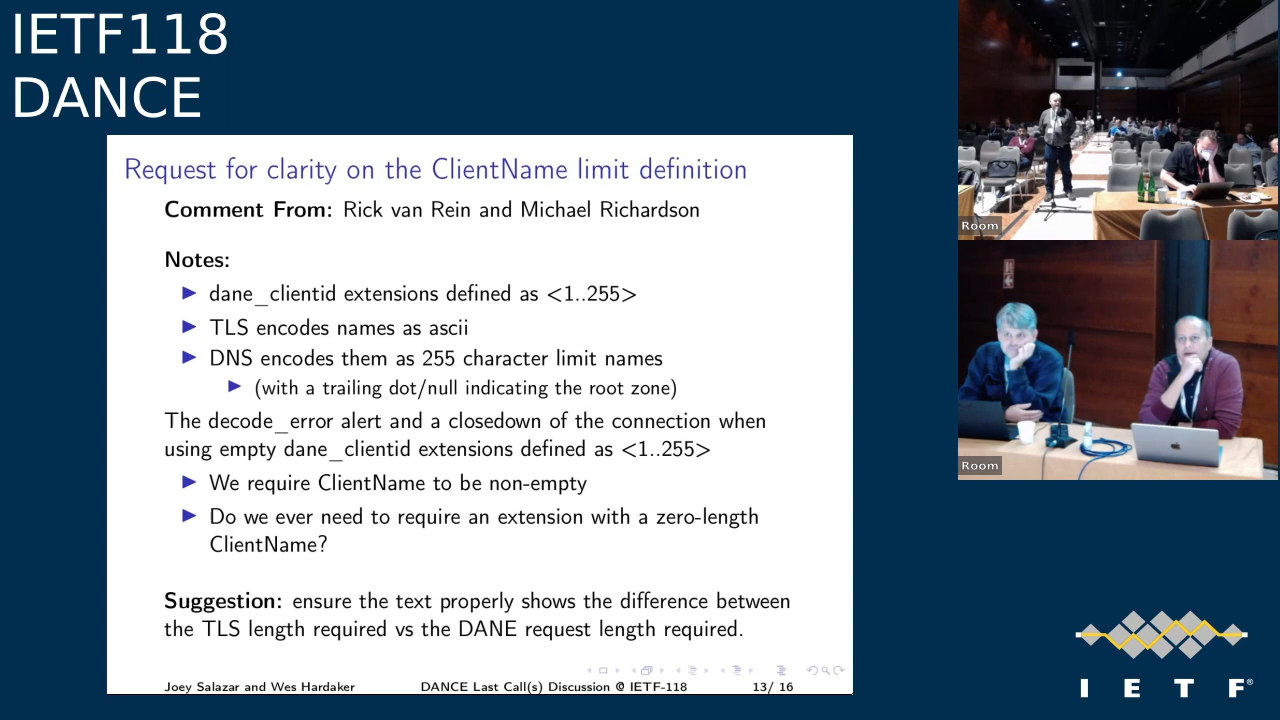 IETF118
DANCE
Request for clarity on the ClientName limit definition
Comment From: Rick van Rein and Michael Richardson
Notes:
dane_clientid extensions defined as <1..255>
TLS encodes names as ascii
DNS encodes them as 255 character limit names
(with a trailing dot/null indicating the root zone)
The decode_error alert and a closedown of the connection when
using empty dane_clientid extensions defined as <1..255>
We require ClientName to be non-empty
Do we ever need to require an extension with a zero-length
ClientName?
Suggestion: ensure the text properly shows the difference between
the TLS length required vs the DANE request length required.
Joey Salazar and Wes Hardaker DANCE Last Call(s) Discussion @ IETF-118 13/ 16
Room
Room
I E T F®